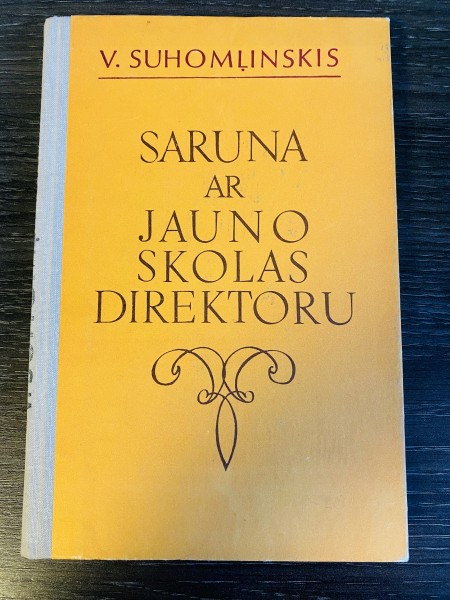 V. SUHOMĻINSKIS
SARUNA
AR
JAUNO
SKOLAS
DIREKTORU